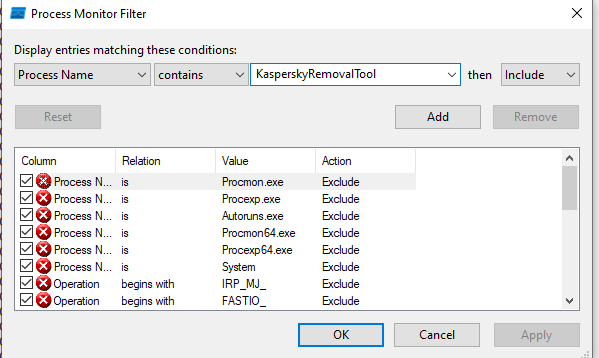 Process Monitor Filter
Display entries matching these conditions:
Process Name contains KasperskyRemovalTool then Include
Reset Add Remove
Column Relation Value Action
Process N... is Procmon.exe Exclude
Process N... is Procexp.exe Exclude
Process N... is Autoruns.exe Exclude
Process N... is Procmon64.exe Exclude
Process N... is Procexp64.exe Exclude
Process N... is System Exclude
Operation begins with IRP_MJ_ Exclude
Operation begins with FASTIO_ Exclude
OK Cancel Apply